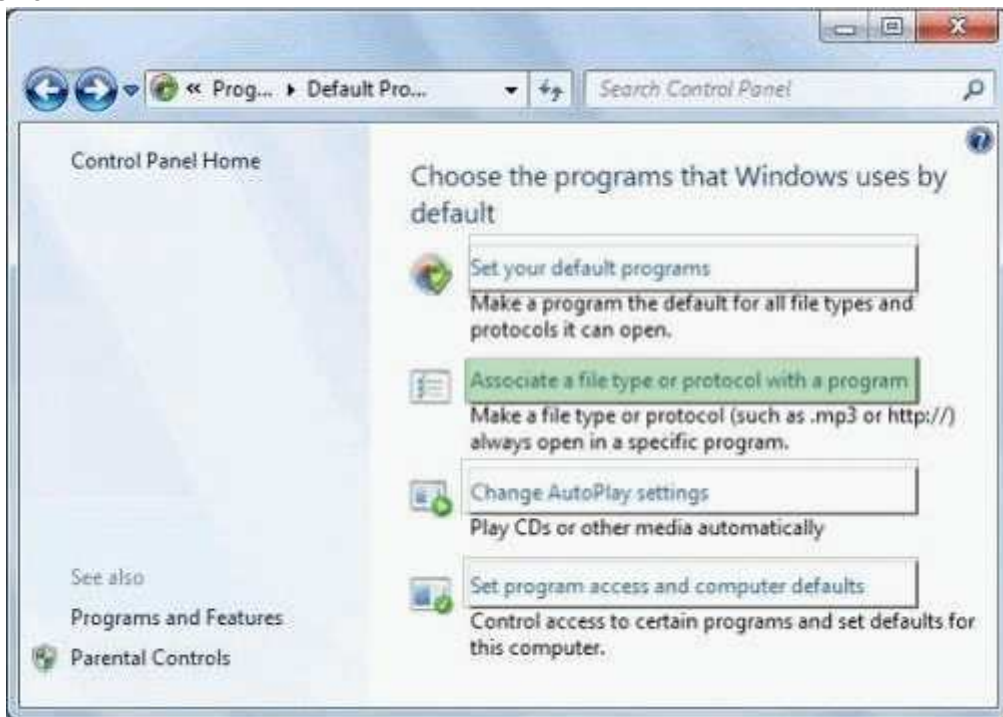 « Prog... ▸ Default Pro...
Search Control Panel
Control Panel Home
Choose the programs that Windows uses by
default
Set your default programs
Make a program the default for all file types and
protocols it can open.
Associate a file type or protocol with a program
Make a file type or protocol (such as .mp3 or http://)
always open in a specific program.
Change AutoPlay settings
Play CDs or other media automatically
Set program access and computer defaults
Control access to certain programs and set defaults for
this computer.
See also
Programs and Features
Parental Controls